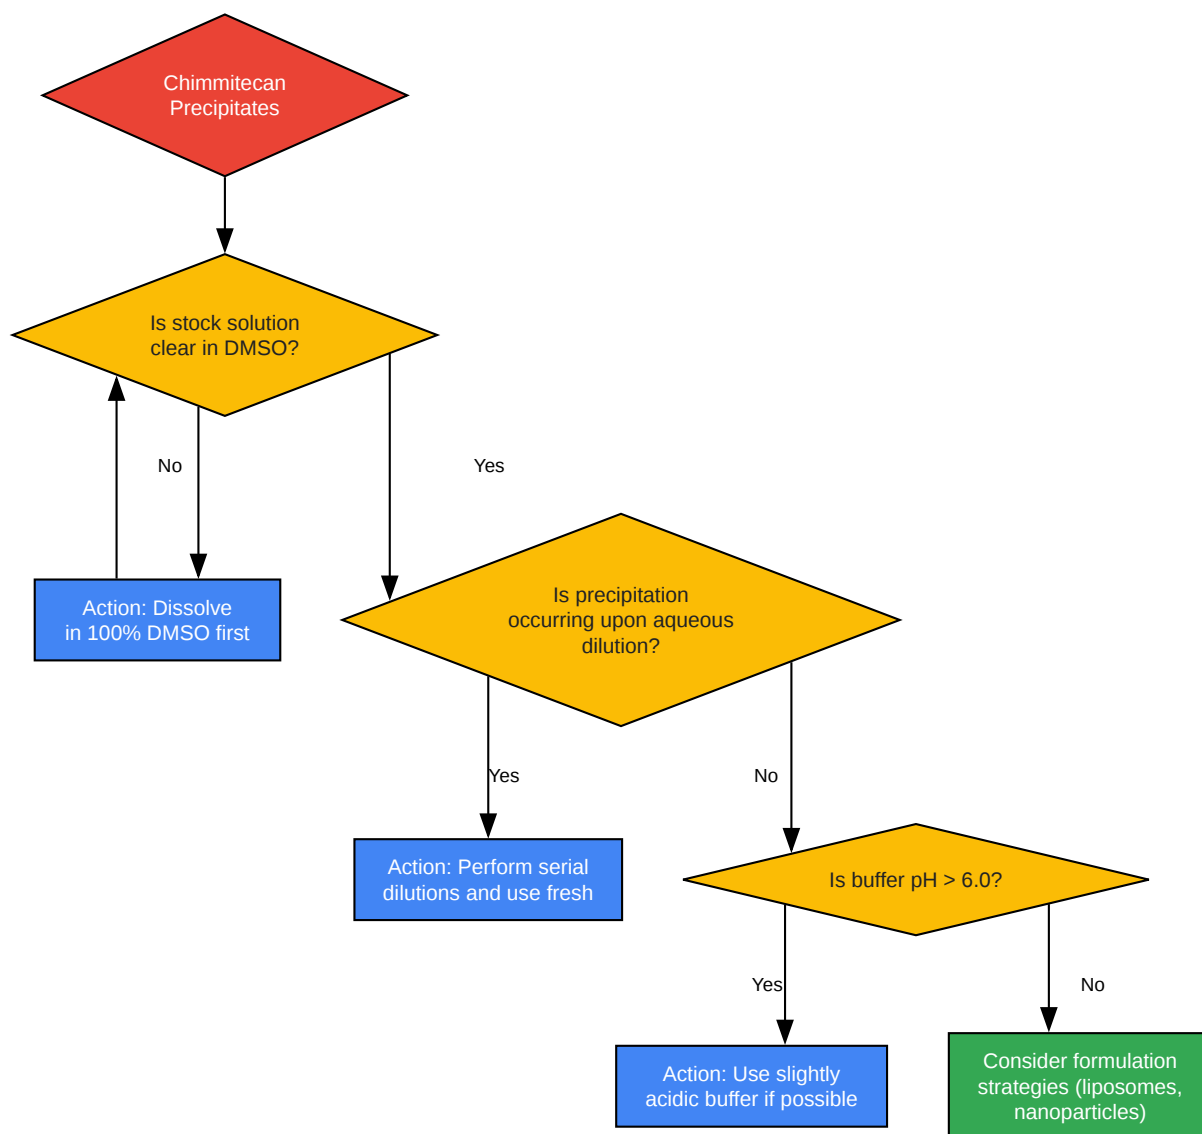 Chimmitecan
Precipitates
Is stock solution
clear in DMSO?
No
Yes
Action: Dissolve
in 100% DMSO first
Is precipitation
occurring upon aqueous
dilution?
Yes
No
Action: Perform serial
dilutions and use fresh
Is buffer pH > 6.0?
Yes
No
Action: Use slightly
acidic buffer if possible
Consider formulation
strategies (liposomes,
nanoparticles)